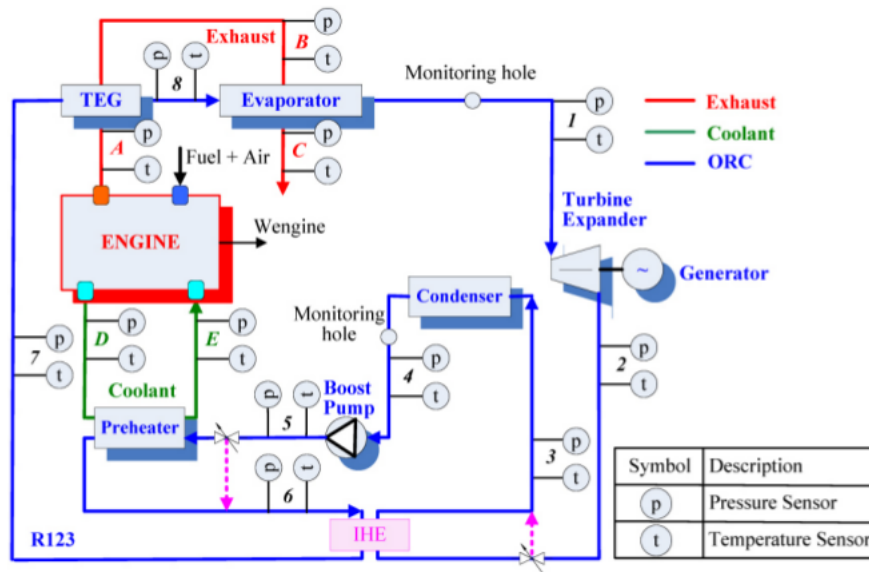 Exhaust
B
p
t
p
t
8
Monitoring hole
TEG
Evaporator
1
p
t
Exhaust
Coolant
ORC
A
p
t
Fuel + Air
C
p
t
Turbine
Expander
ENGINE
Wengine
~
Generator
Condenser
Monitoring
hole
D
p
t
E
p
t
7
p
t
4
p
t
2
p
t
Coolant
p
t
5
Boost
Pump
Preheater
3
p
t
p
t
6
R123
IHE
Symbol Description
p Pressure Sensor
t Temperature Sensor